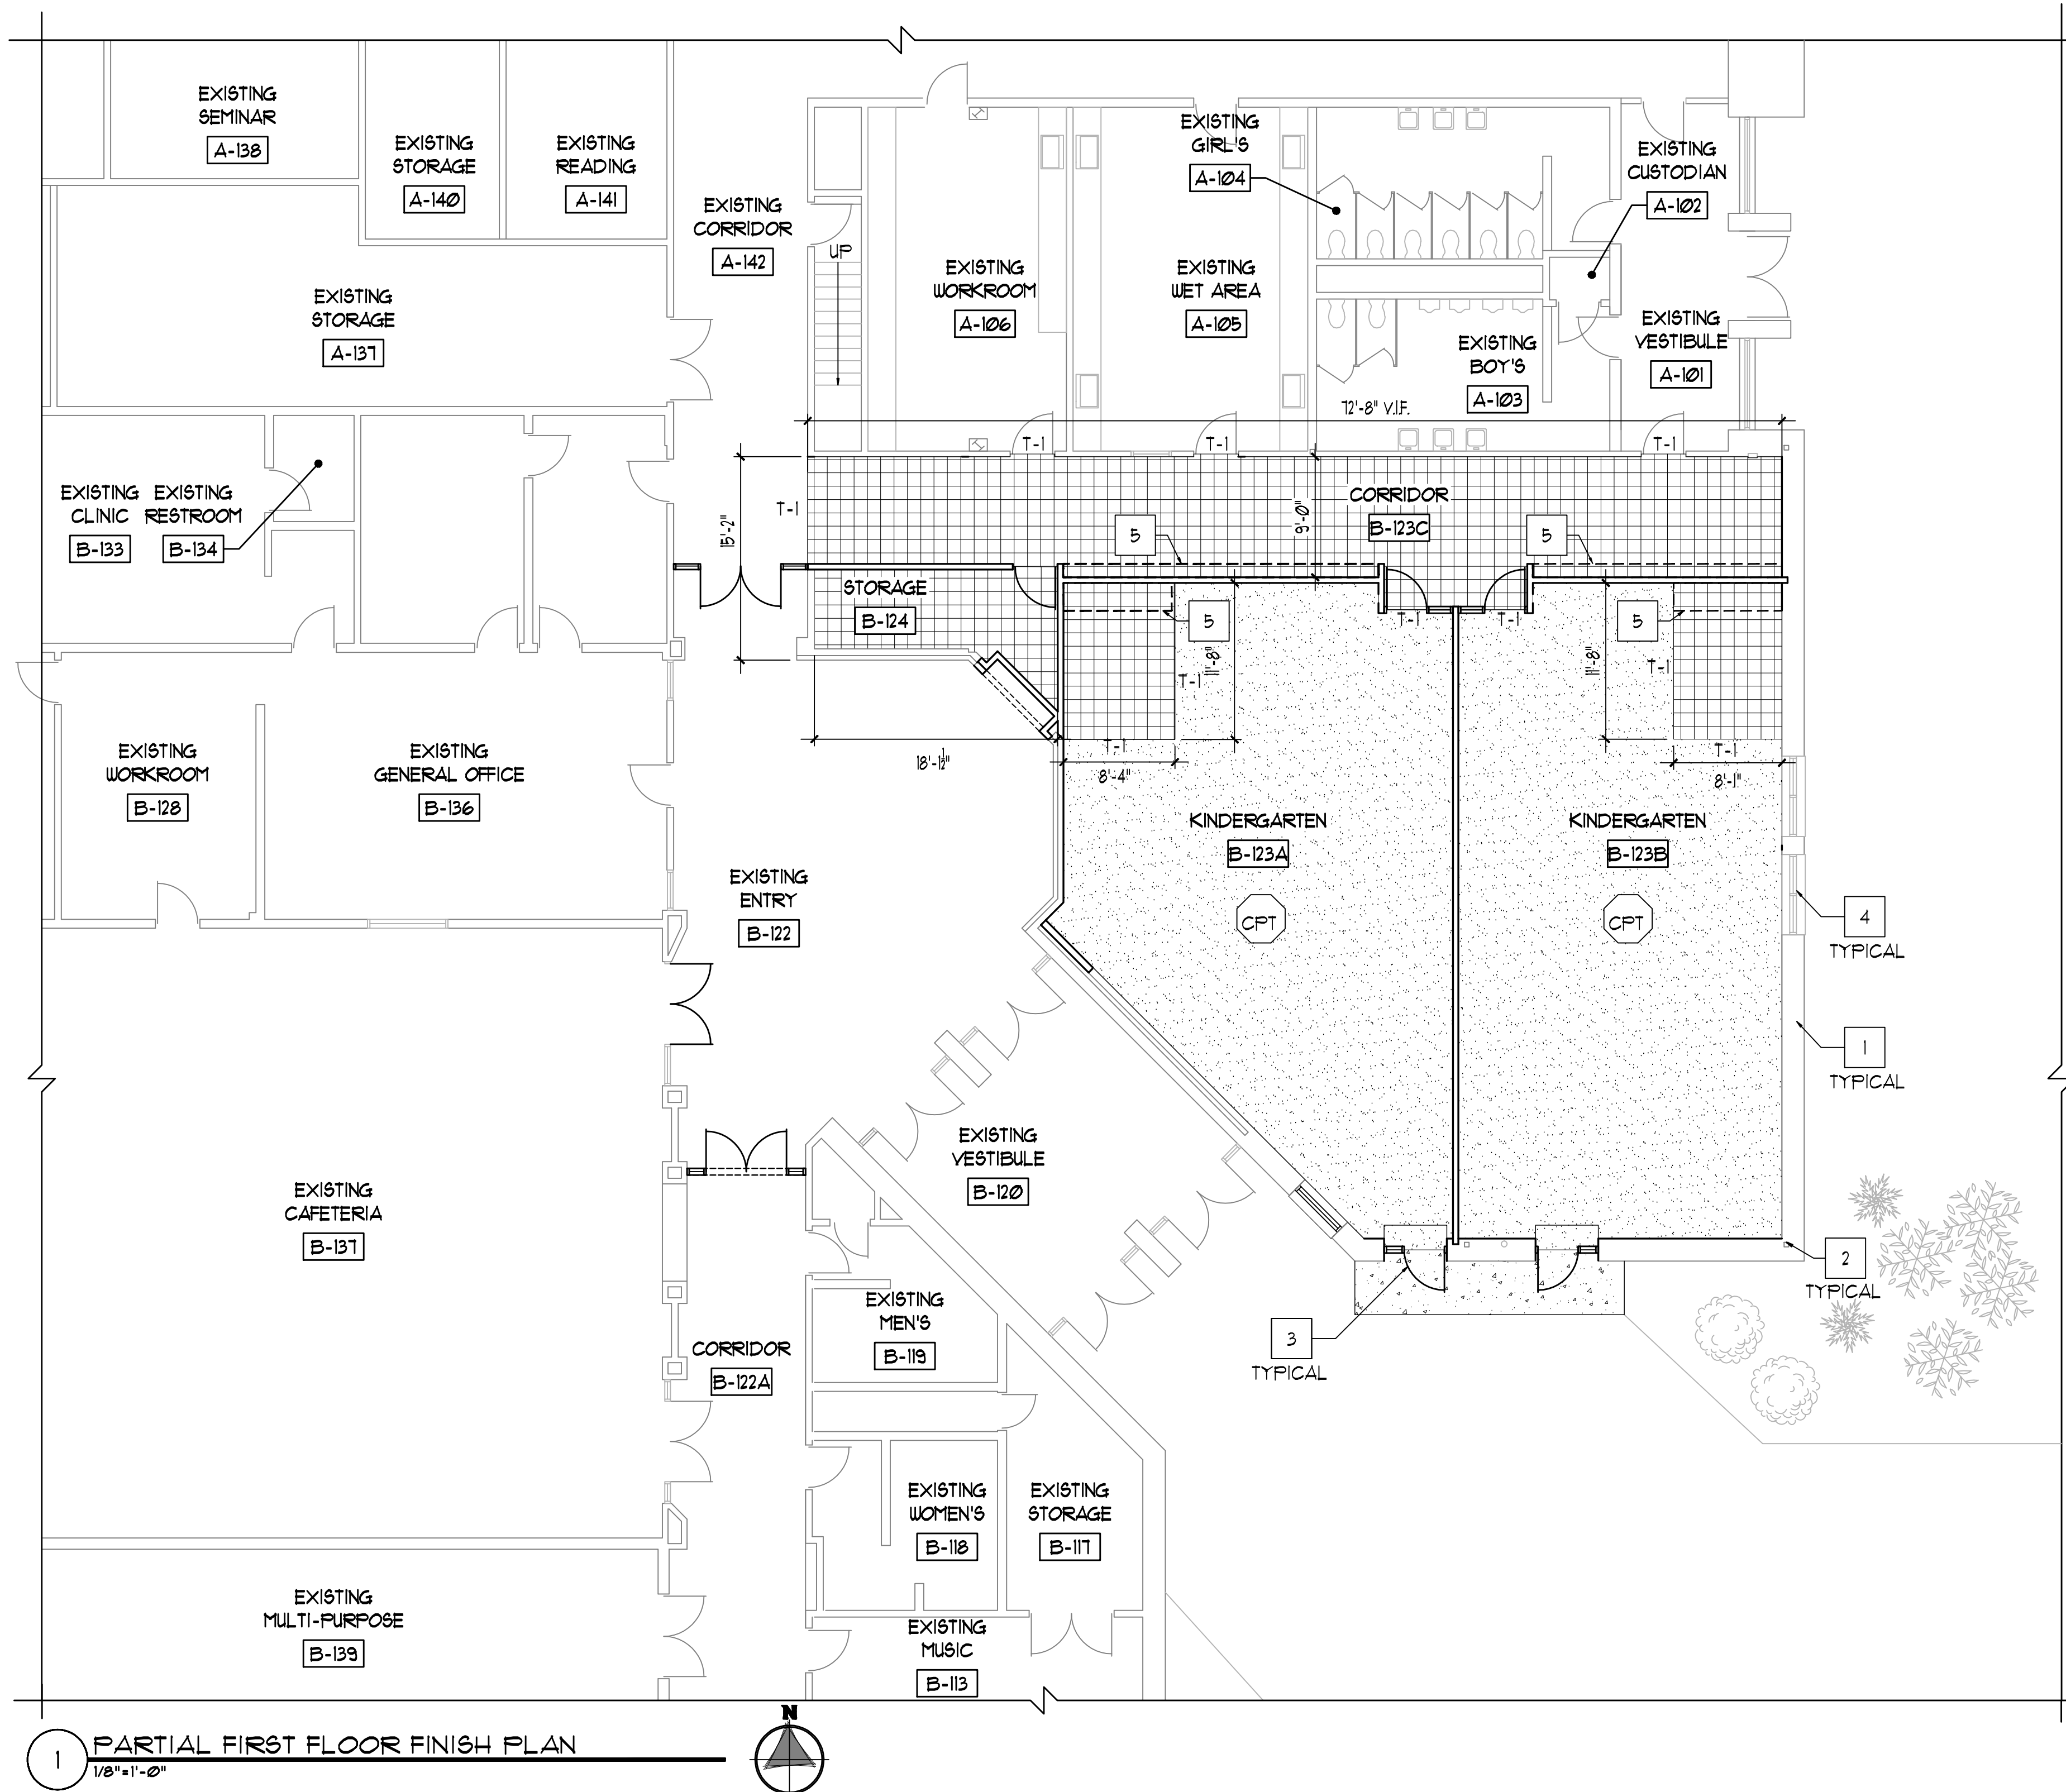 EXISTING
SEMINAR
A-138
EXISTING
STORAGE
A-140
EXISTING
READING
A-141
EXISTING
CORRIDOR
A-142
UP
EXISTING
WORKROOM
A-106
EXISTING
WET AREA
A-105
EXISTING
GIRL'S
A-104
EXISTING
CUSTODIAN
A-102
EXISTING
BOY'S
A-103
EXISTING
VESTIBULE
A-101
EXISTING
STORAGE
A-137
72'-8" V.I.F.
T-1
T-1
T-1
EXISTING
CLINIC
B-133
EXISTING
RESTROOM
B-134
15'-2"
T-1
9'-0"
CORRIDOR
B-123C
5
5
STORAGE
B-124
5
5
T-1
T-1
11'-8"
T-1
11'-8"
T-1
T-1
T-1
18'-1½"
8'-4"
8'-1"
EXISTING
WORKROOM
B-128
EXISTING
GENERAL OFFICE
B-136
KINDERGARTEN
B-123A
CPT
KINDERGARTEN
B-123B
CPT
EXISTING
ENTRY
B-122
4
TYPICAL
1
TYPICAL
EXISTING
VESTIBULE
B-120
EXISTING
CAFETERIA
B-137
2
TYPICAL
3
TYPICAL
EXISTING
MEN'S
B-119
CORRIDOR
B-122A
EXISTING
WOMEN'S
B-118
EXISTING
STORAGE
B-117
EXISTING
MULTI-PURPOSE
B-139
EXISTING
MUSIC
B-113
N
1
PARTIAL FIRST FLOOR FINISH PLAN
1/8"=1'-0"